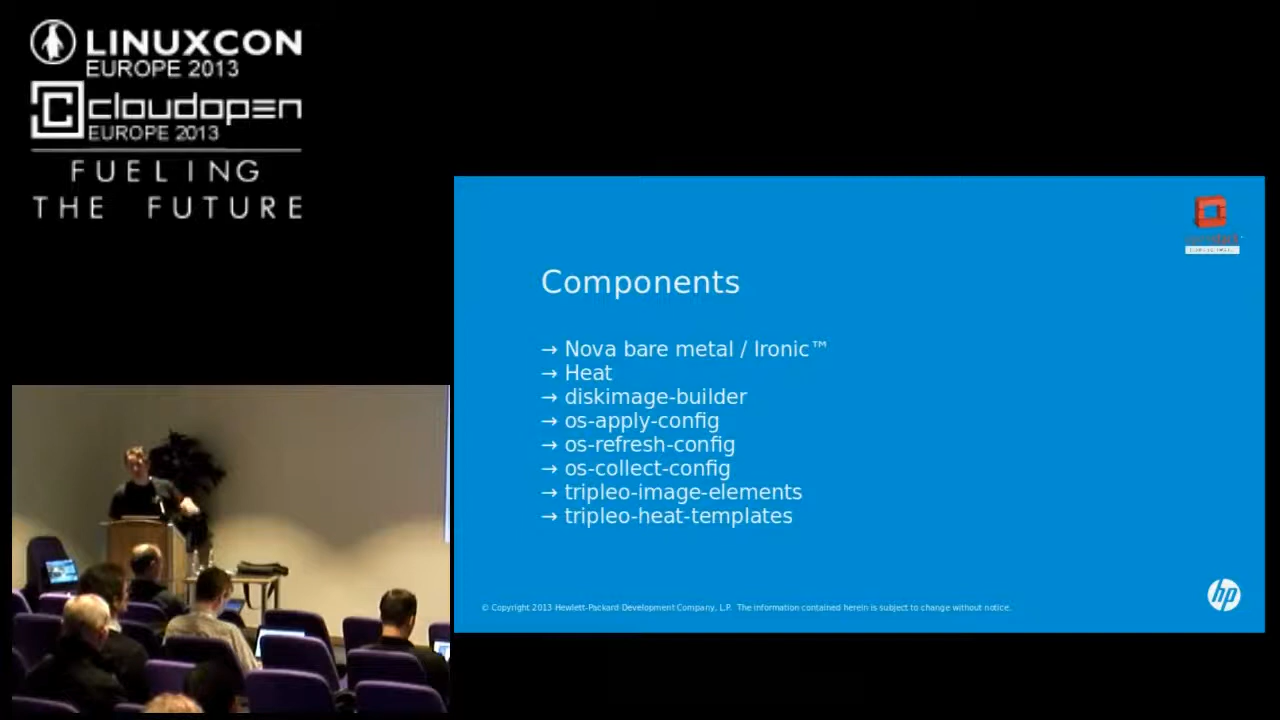 LINUXCON
EUROPE 2013
cloudopen
EUROPE 2013
FUELING
THE FUTURE
Components
→ Nova bare metal / Ironic™
→ Heat
→ diskimage-builder
→ os-apply-config
→ os-refresh-config
→ os-collect-config
→ tripleo-image-elements
→ tripleo-heat-templates
© Copyright 2013 Hewlett-Packard Development Company, L.P. The information contained herein is subject to change without notice.
hp